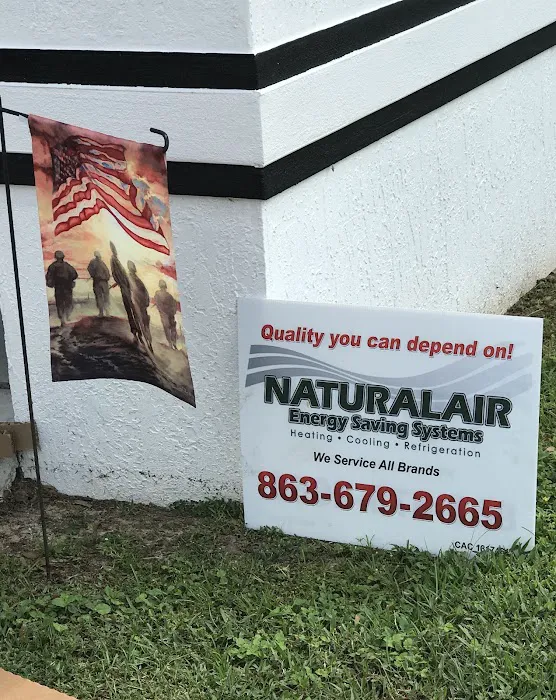 Quality you can depend on!
NATURALAIR
Energy Saving Systems
Heating • Cooling • Refrigeration
We Service All Brands
863-679-2665
CAC